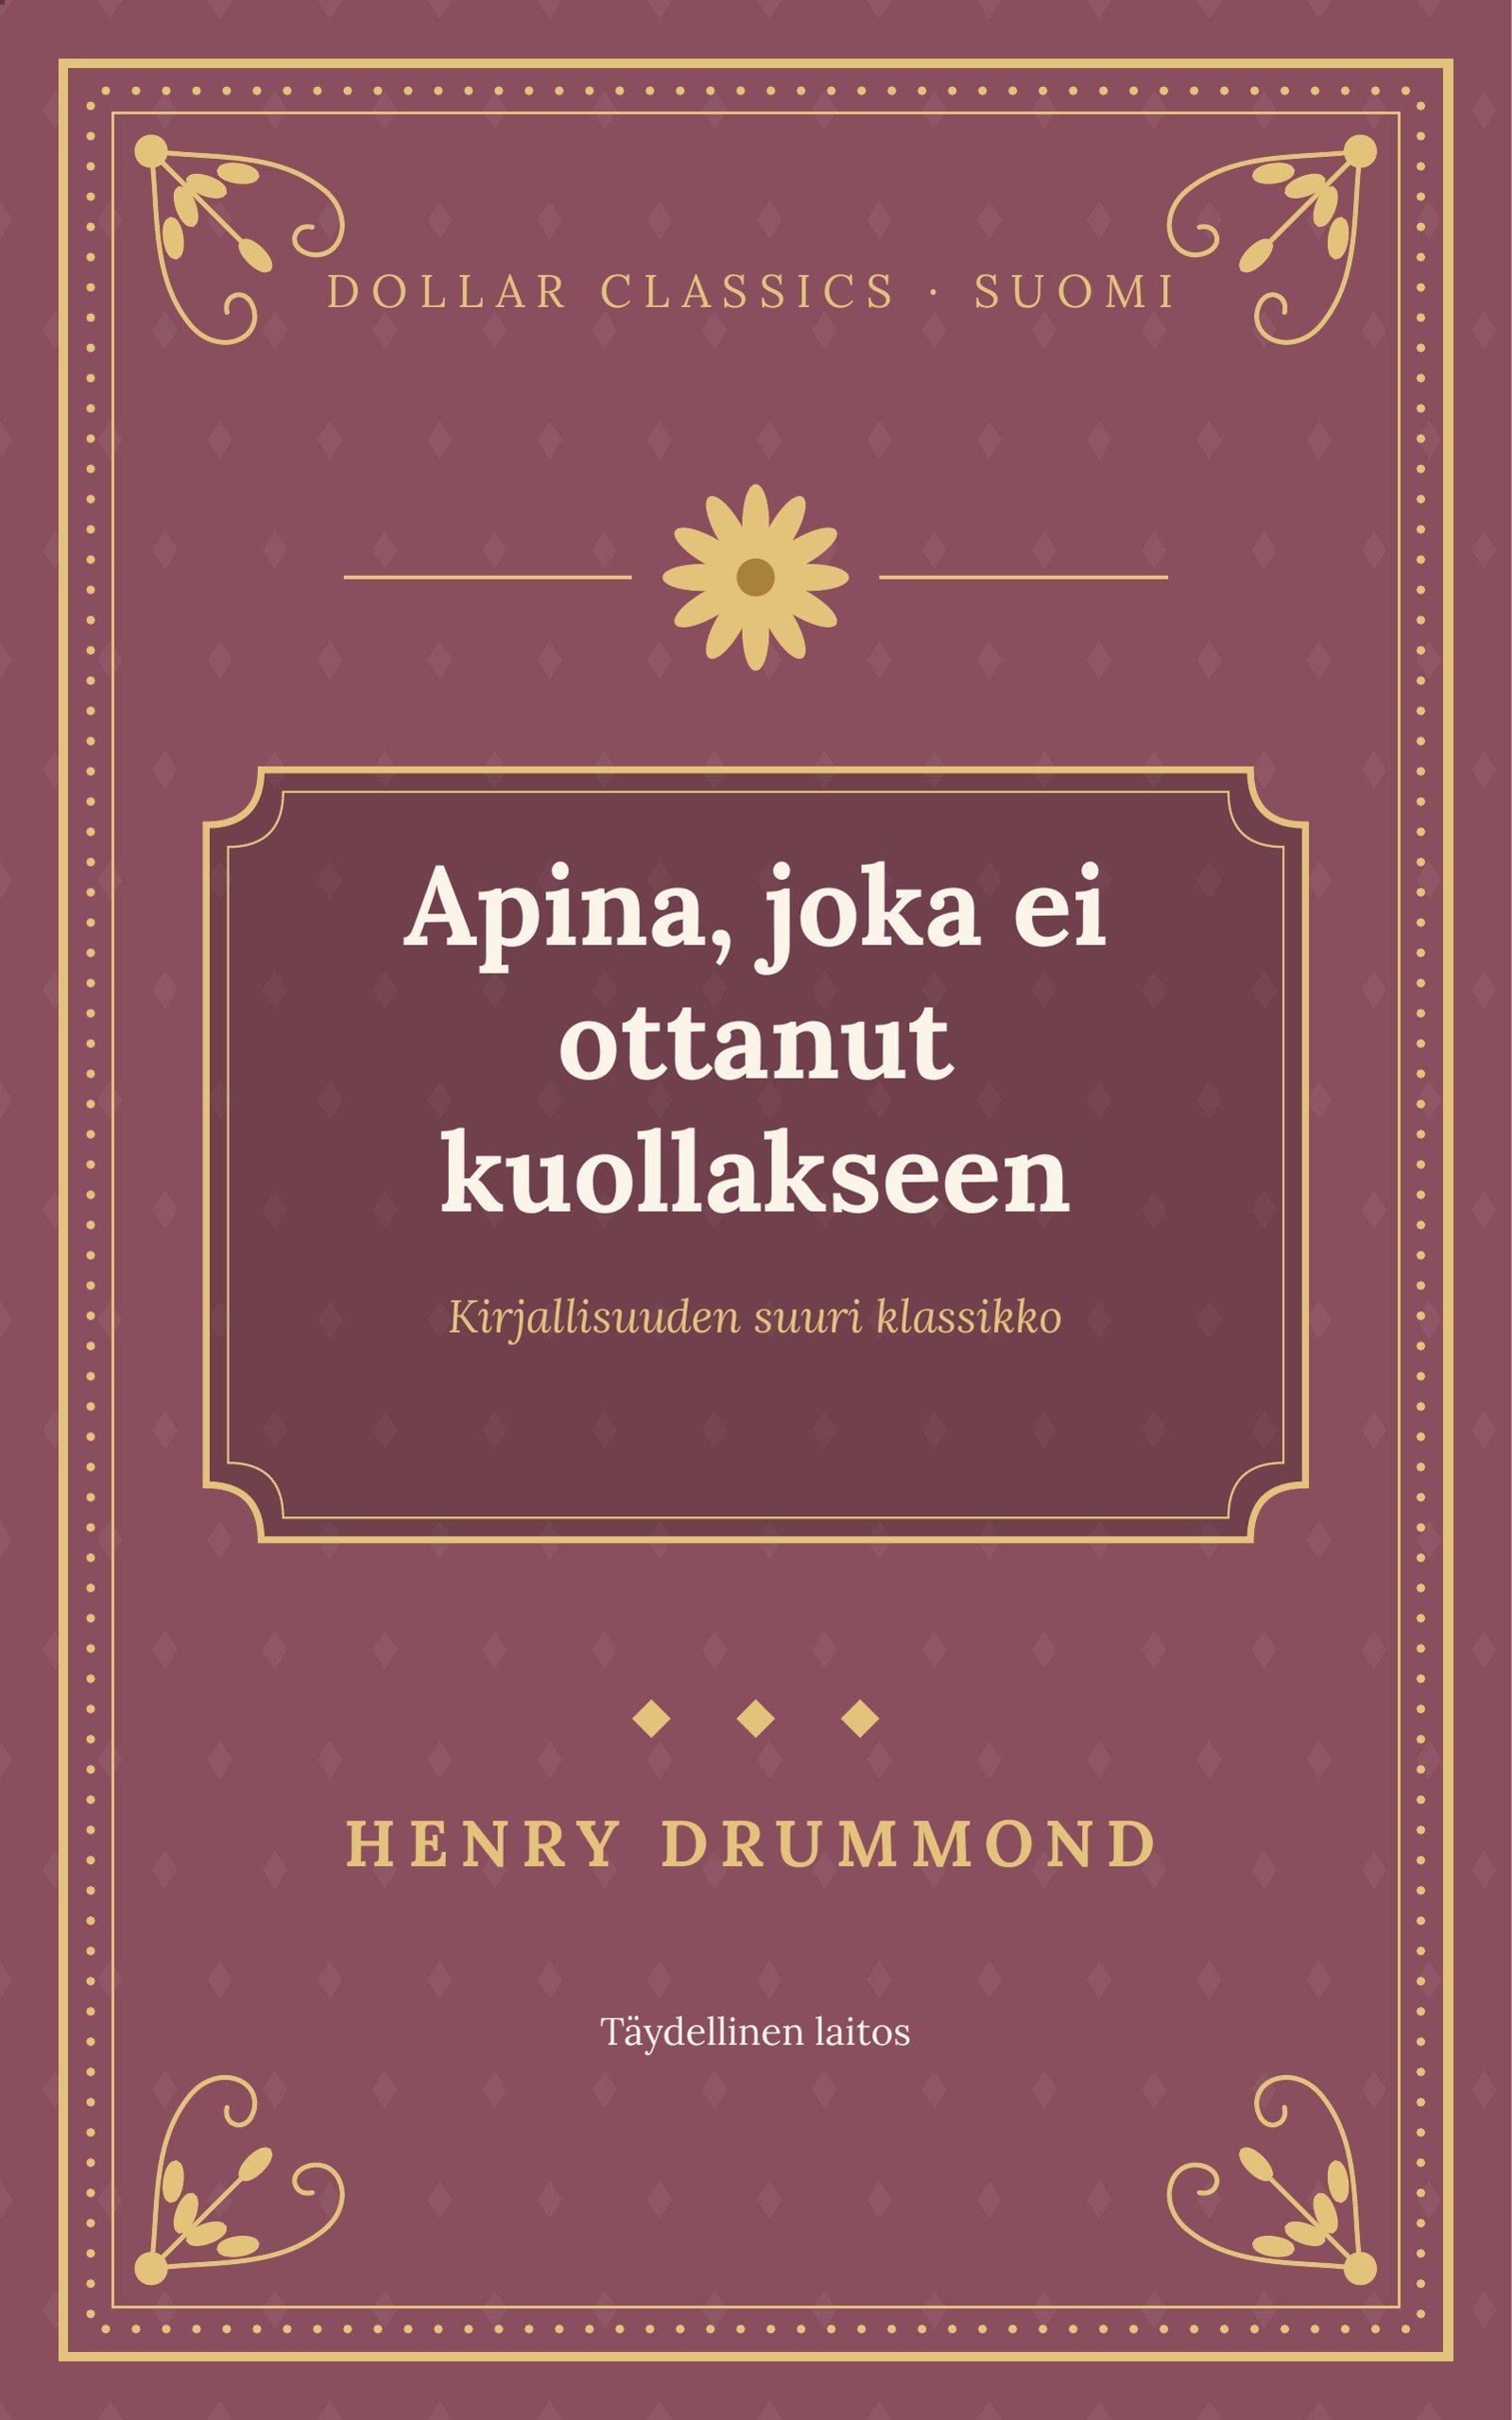 DOLLAR CLASSICS · SUOMI
Apina, joka ei
ottanut
kuollakseen
Kirjallisuuden suuri klassikko
HENRY DRUMMOND
Täydellinen laitos